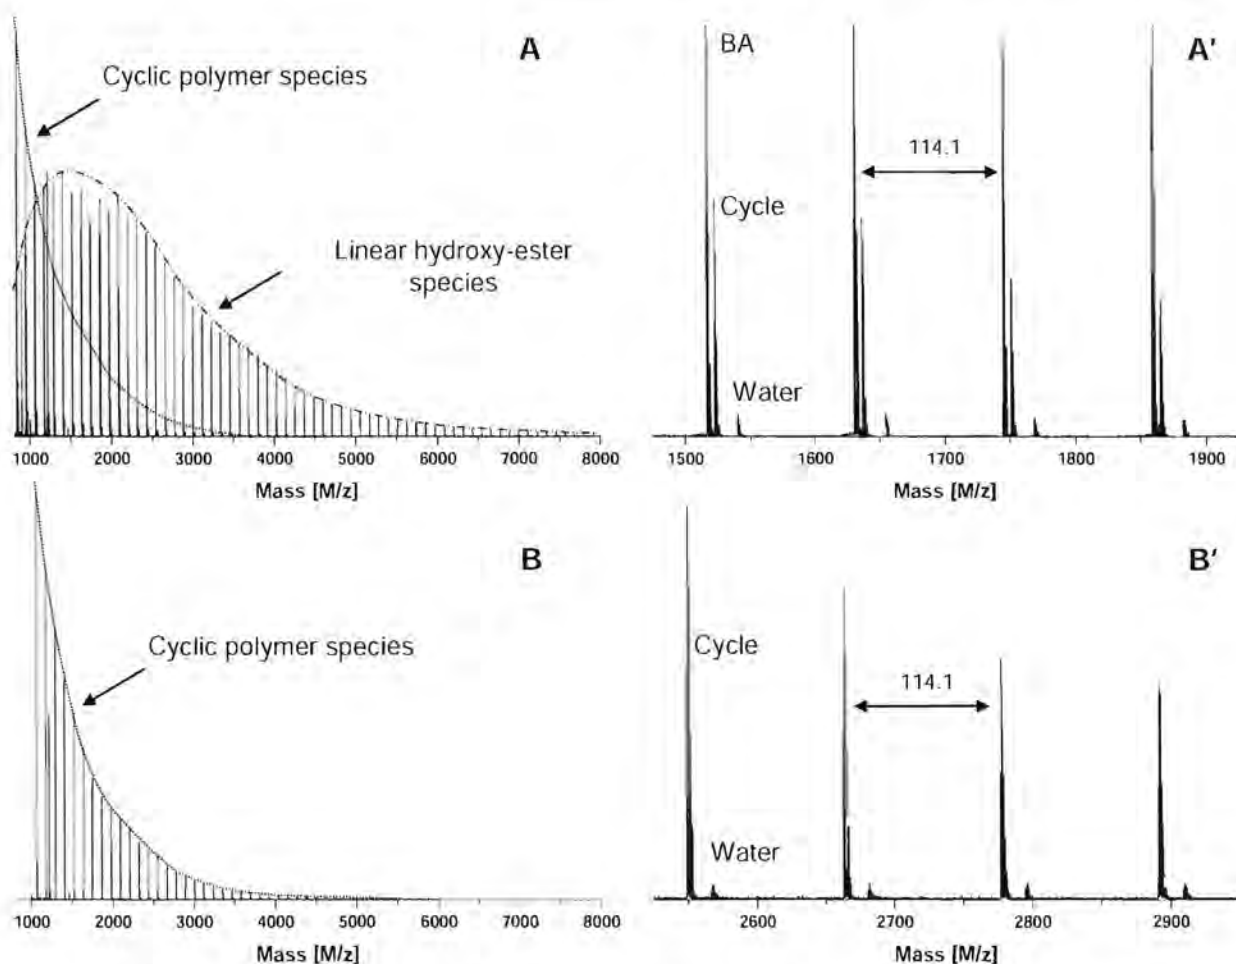 A
Cyclic polymer species
Linear hydroxy-ester
species
1000 2000 3000 4000 5000 6000 7000 8000
Mass [M/z]
BA
A'
114.1
Cycle
Water
1500 1600 1700 1800 1900
Mass [M/z]
B
Cyclic polymer species
1000 2000 3000 4000 5000 6000 7000 8000
Mass [M/z]
B'
Cycle
114.1
Water
2600 2700 2800 2900
Mass [M/z]